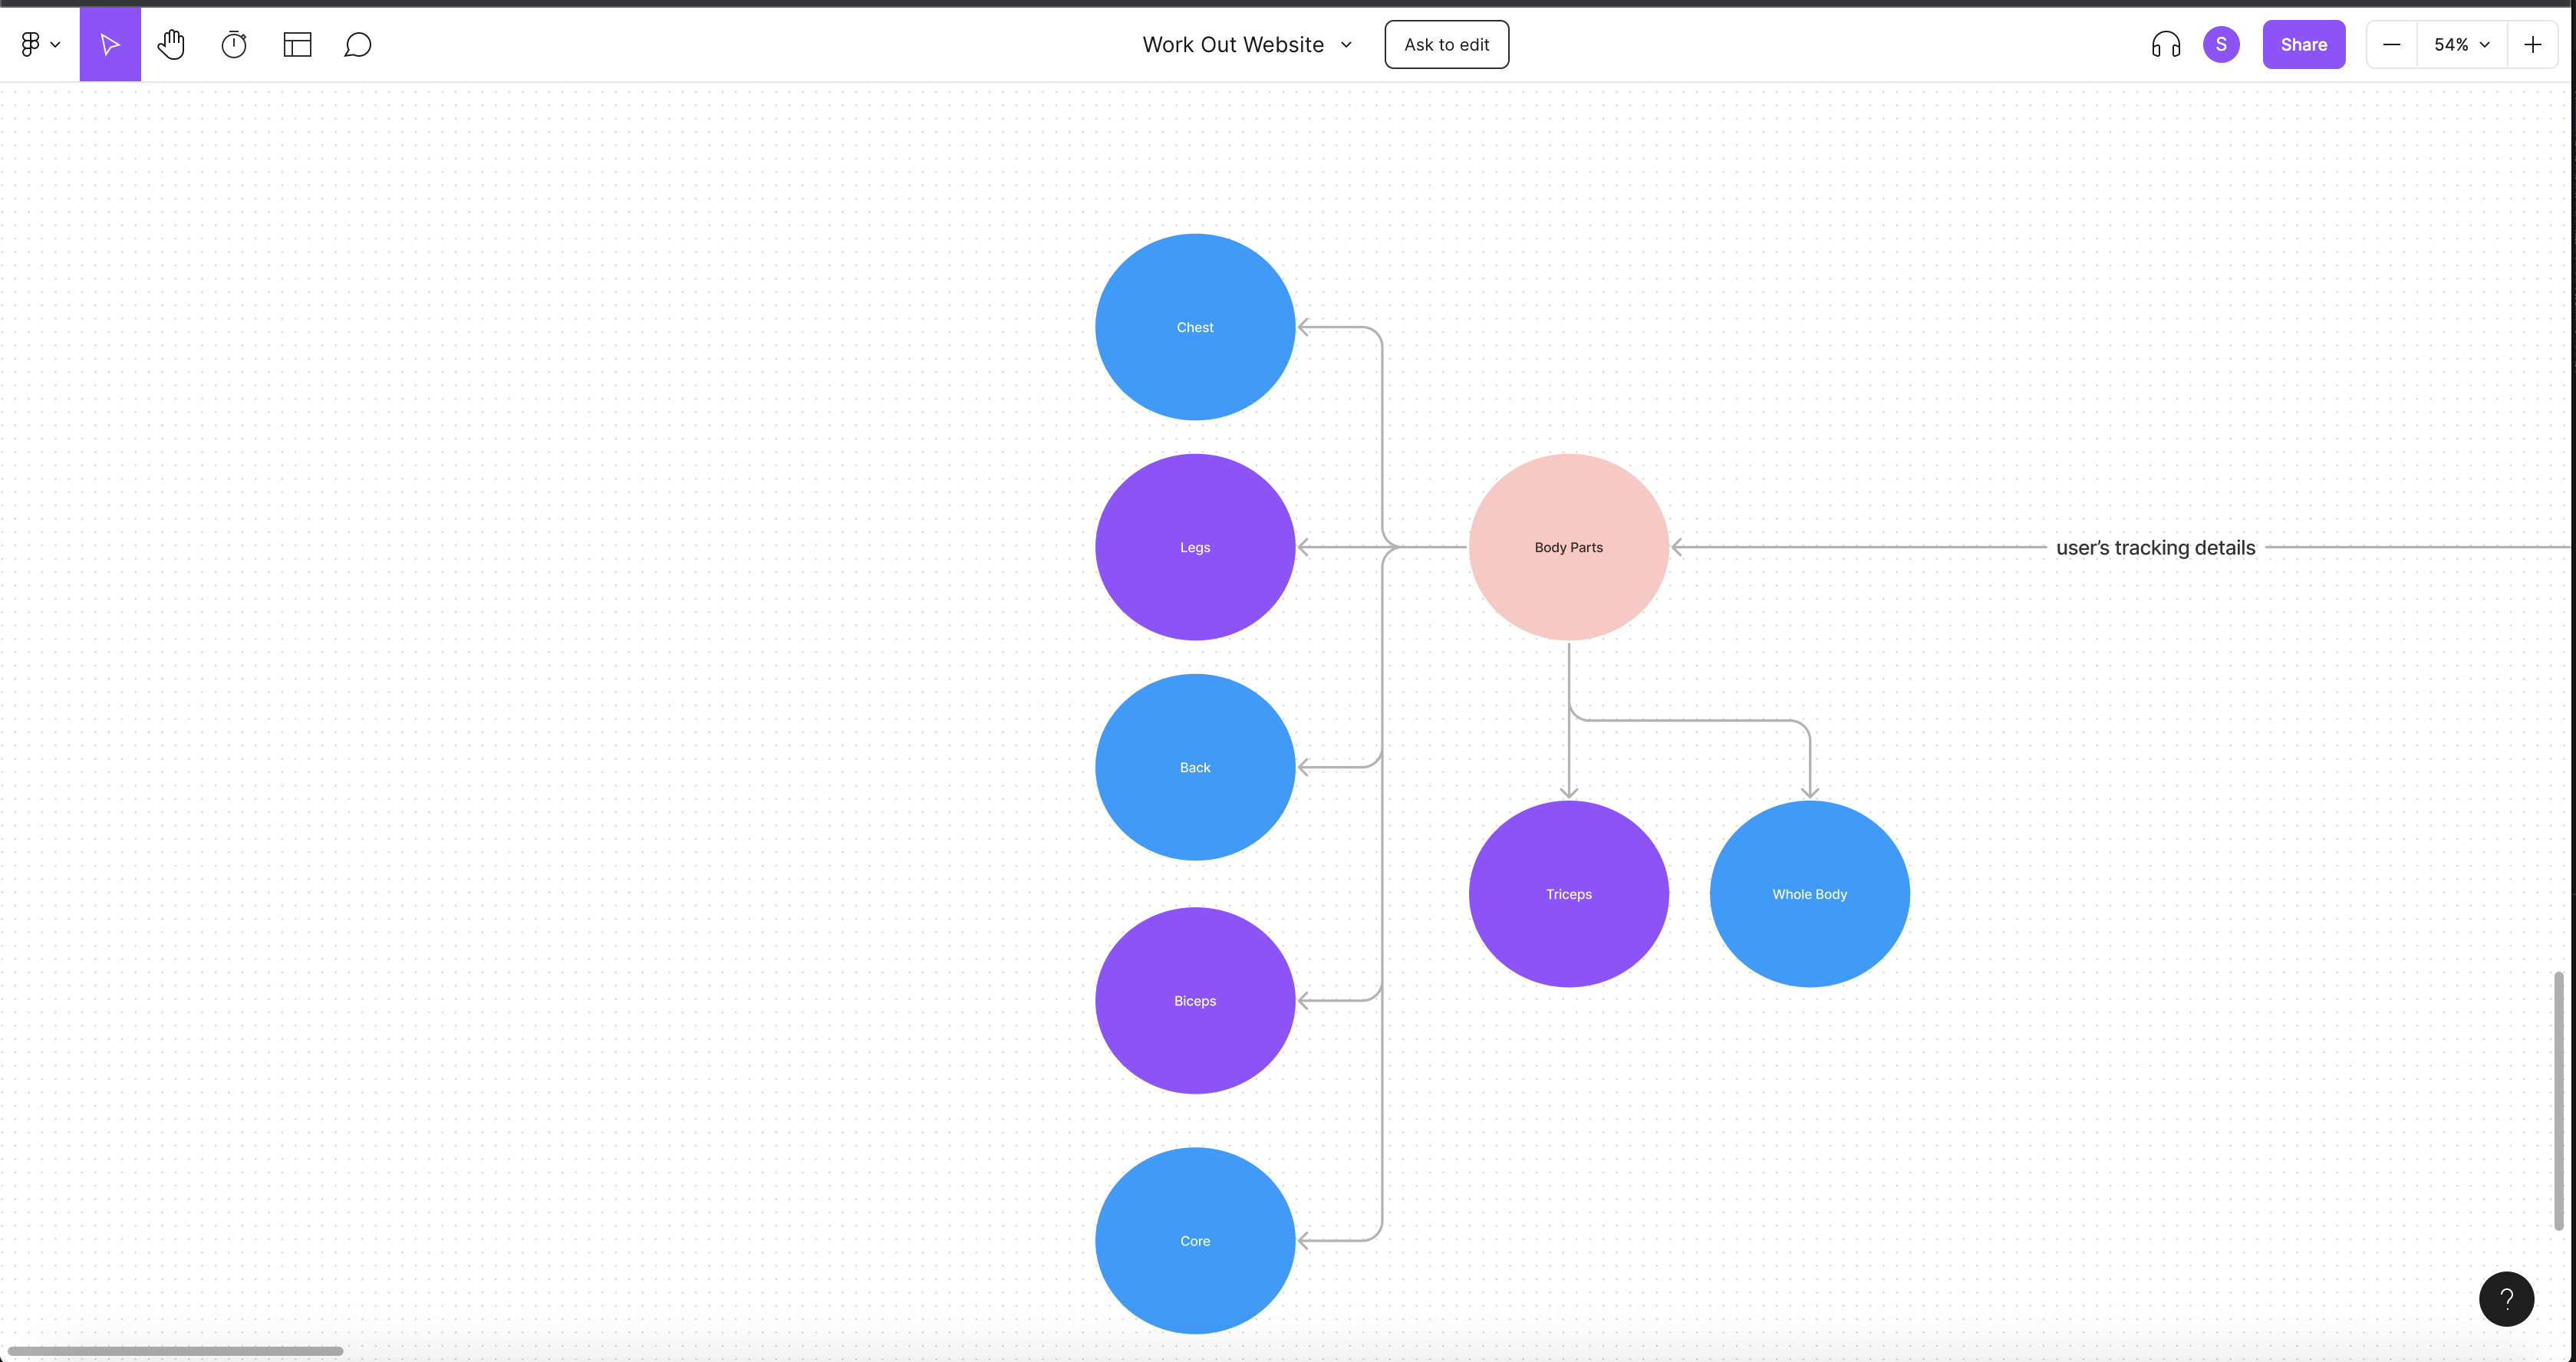 Work Out Website
Ask to edit
S
Share
54%
Chest
Legs
Body Parts
user’s tracking details
Back
Triceps
Whole Body
Biceps
Core
?